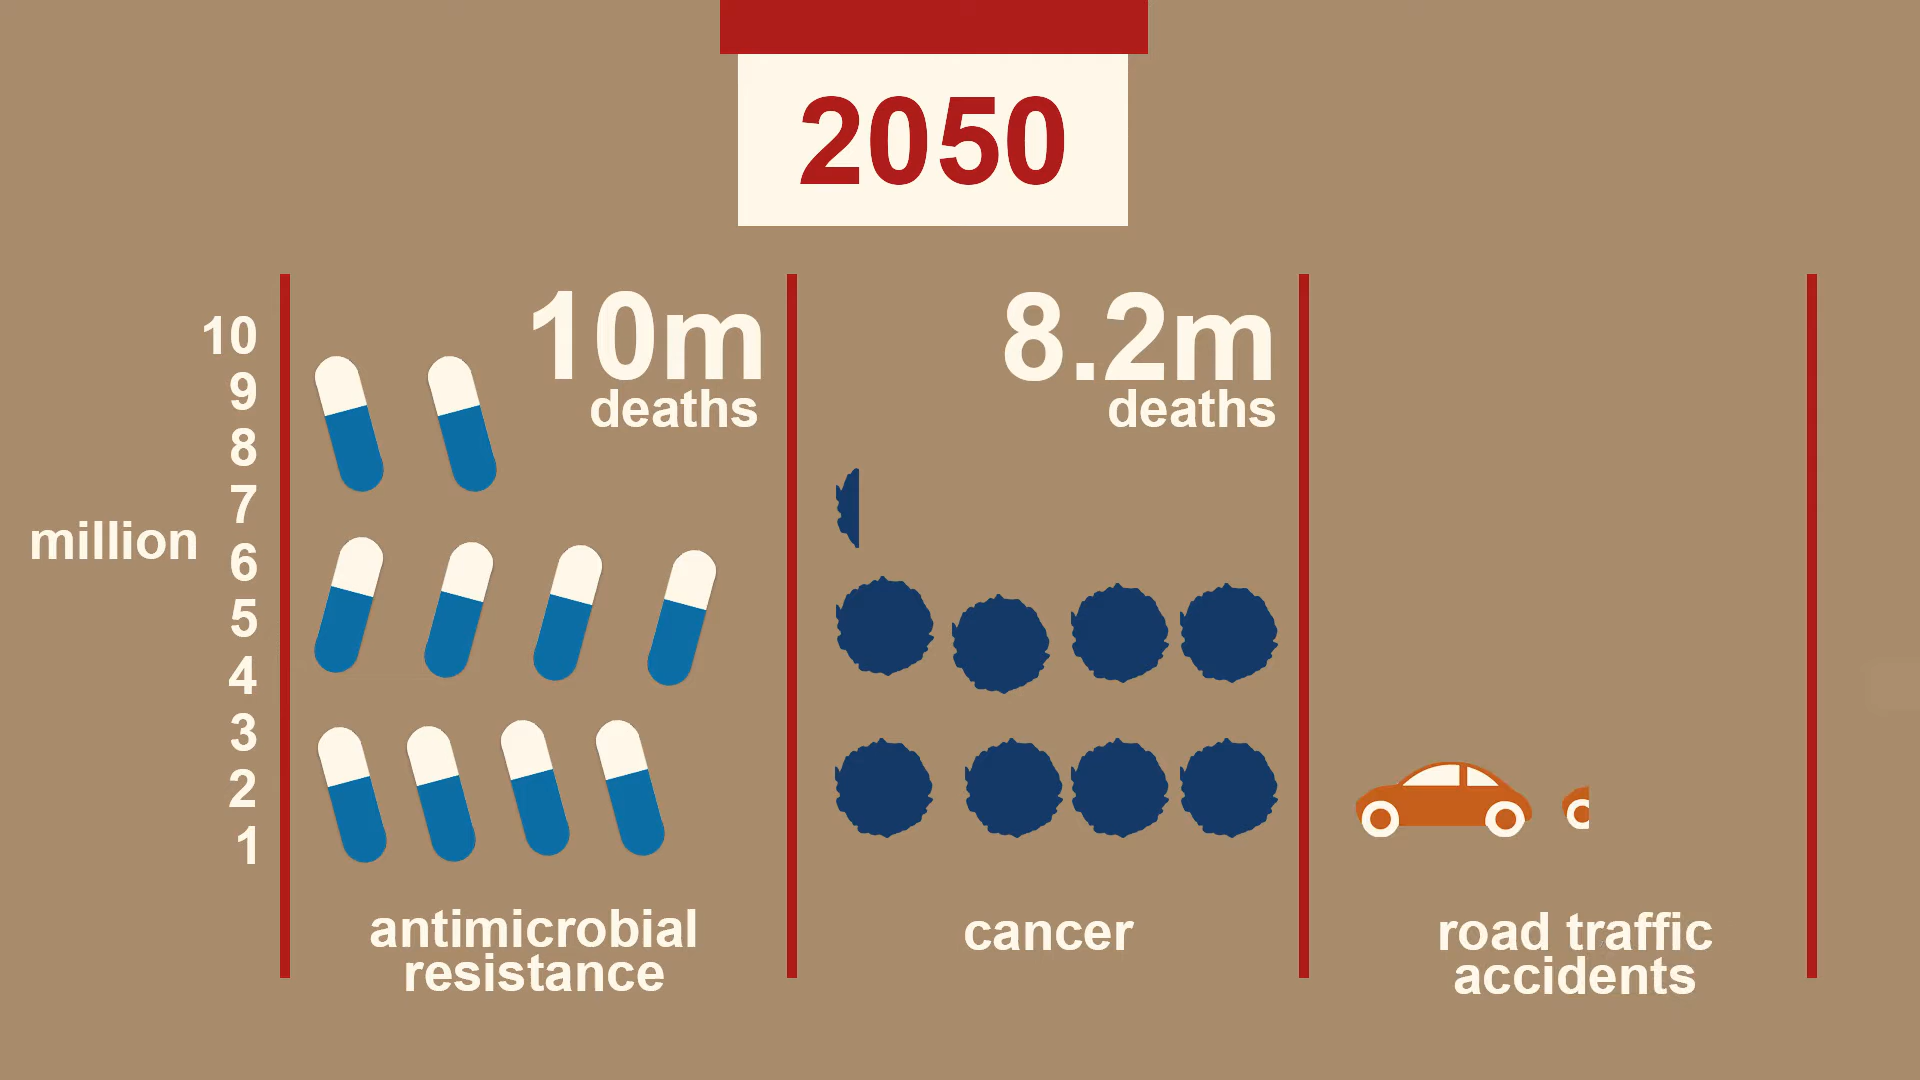 2050
10m
deaths
8.2m
deaths
10
9
8
7
million
6
5
4
3
2
1
antimicrobial
resistance
cancer
road traffic
accidents